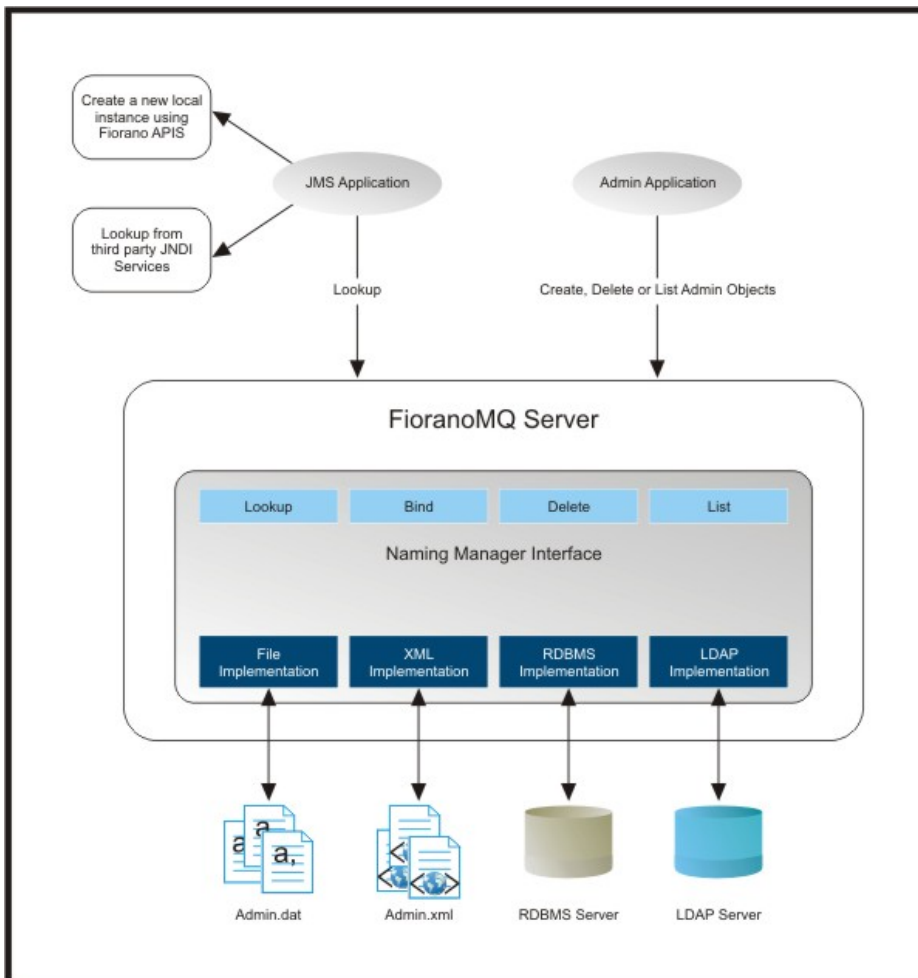 Create a new local
instance using
Fiorano APIS
JMS Application
Admin Application
Lookup from
third party JNDI
Services
Lookup
Create, Delete or List Admin Objects
FioranoMQ Server
Lookup
Bind
Delete
List
Naming Manager Interface
File
Implementation
XML
Implementation
RDBMS
Implementation
LDAP
Implementation
a
a
a,
<
>
<
>
Admin.dat
Admin.xml
RDBMS Server
LDAP Server